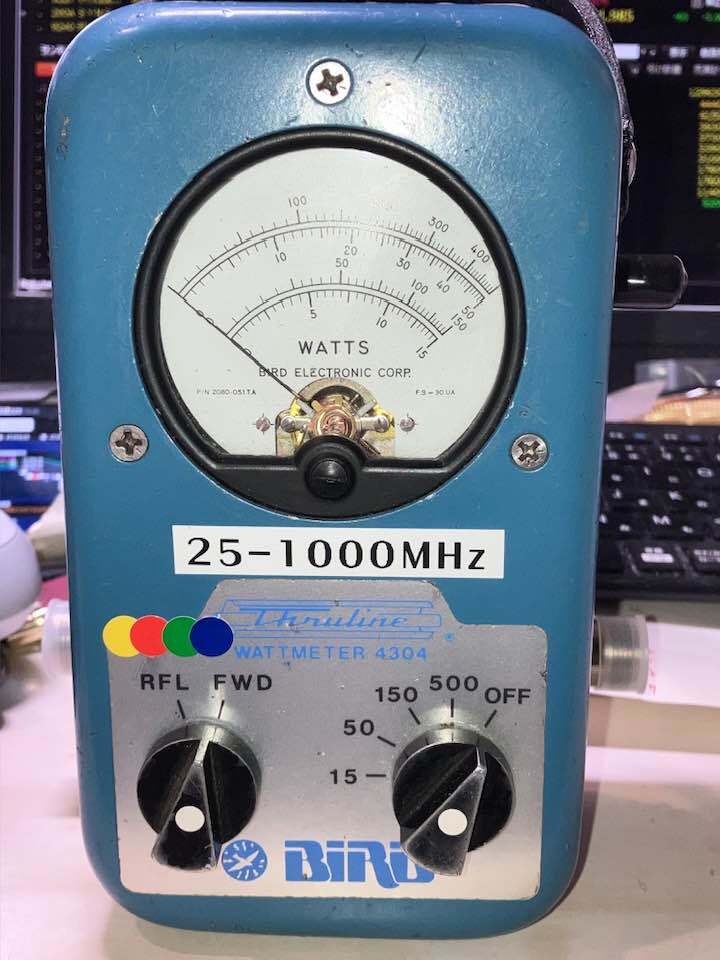 100 300 400
10 20 30 40 50
50 100 150
5 10 15
WATTS
BIRD ELECTRONIC CORP.
P/N 2080-051TA F.S-30 UA
25-1000MHz
Thruline
WATTMETER 4304
RFL FWD
150 500 OFF
50
15
BIRD